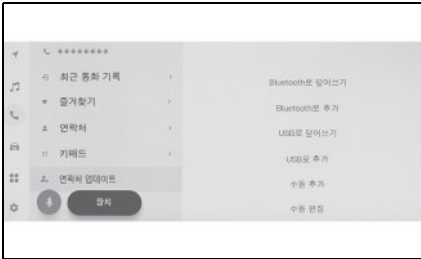 ********
최근 통화 기록
즐겨찾기
연락처
키패드
연락처 업데이트
장치
Bluetooth로 덮어쓰기
Bluetooth로 추가
USB로 덮어쓰기
USB로 추가
수동 추가
수동 편집